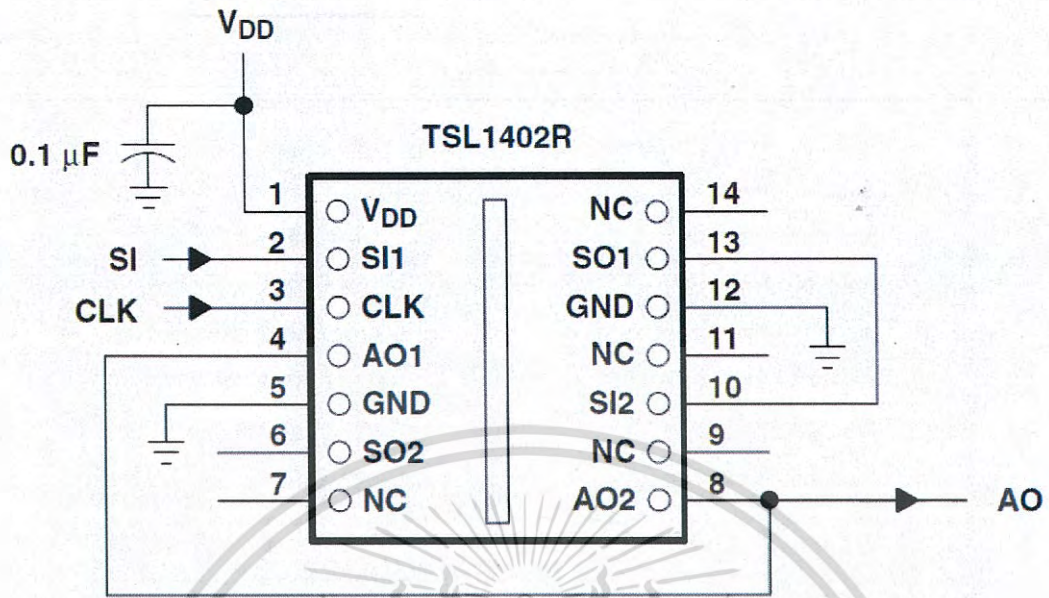 VDD
0.1 μF
TSL1402R
1 VDD
2 SI1
3 CLK
4 AO1
5 GND
6 SO2
7 NC
SI
CLK
NC 14
SO1 13
GND 12
NC 11
SI2 10
NC 9
AO2 8
AO